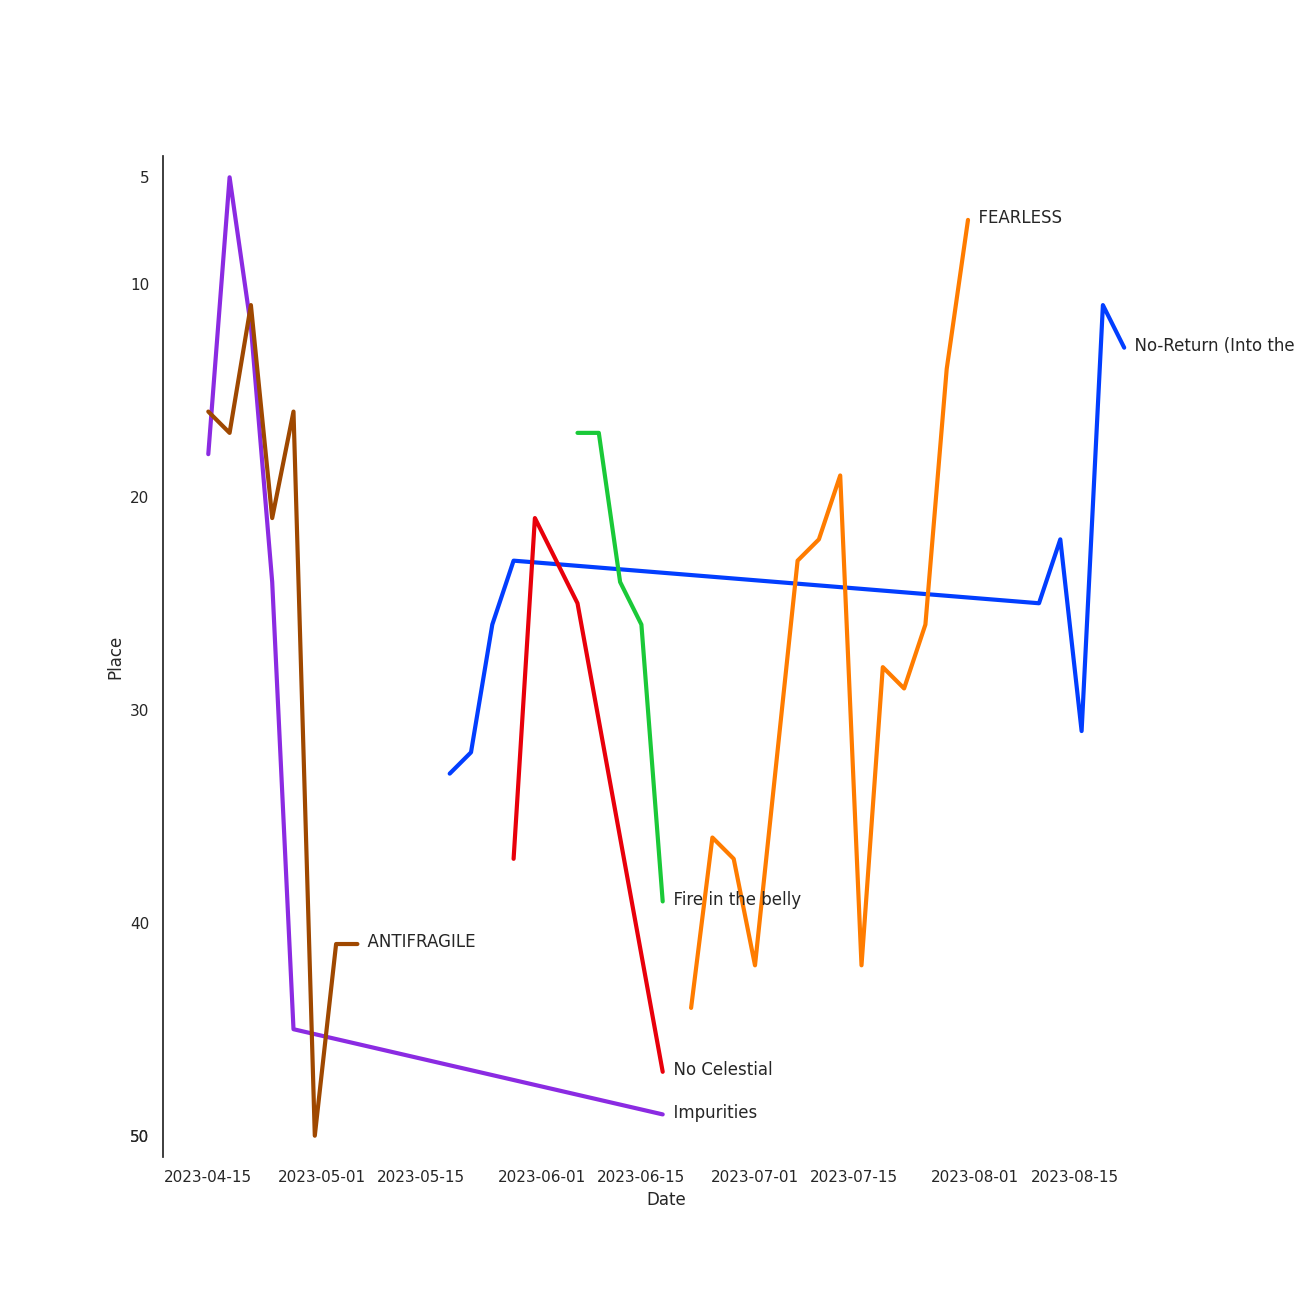 5
10
20
30
40
50
Place
FEARLESS
No-Return (Into the
Fire in the belly
ANTIFRAGILE
No Celestial
Impurities
2023-04-15 2023-05-01 2023-05-15 2023-06-01 2023-06-15 2023-07-01 2023-07-15 2023-08-01 2023-08-15
Date